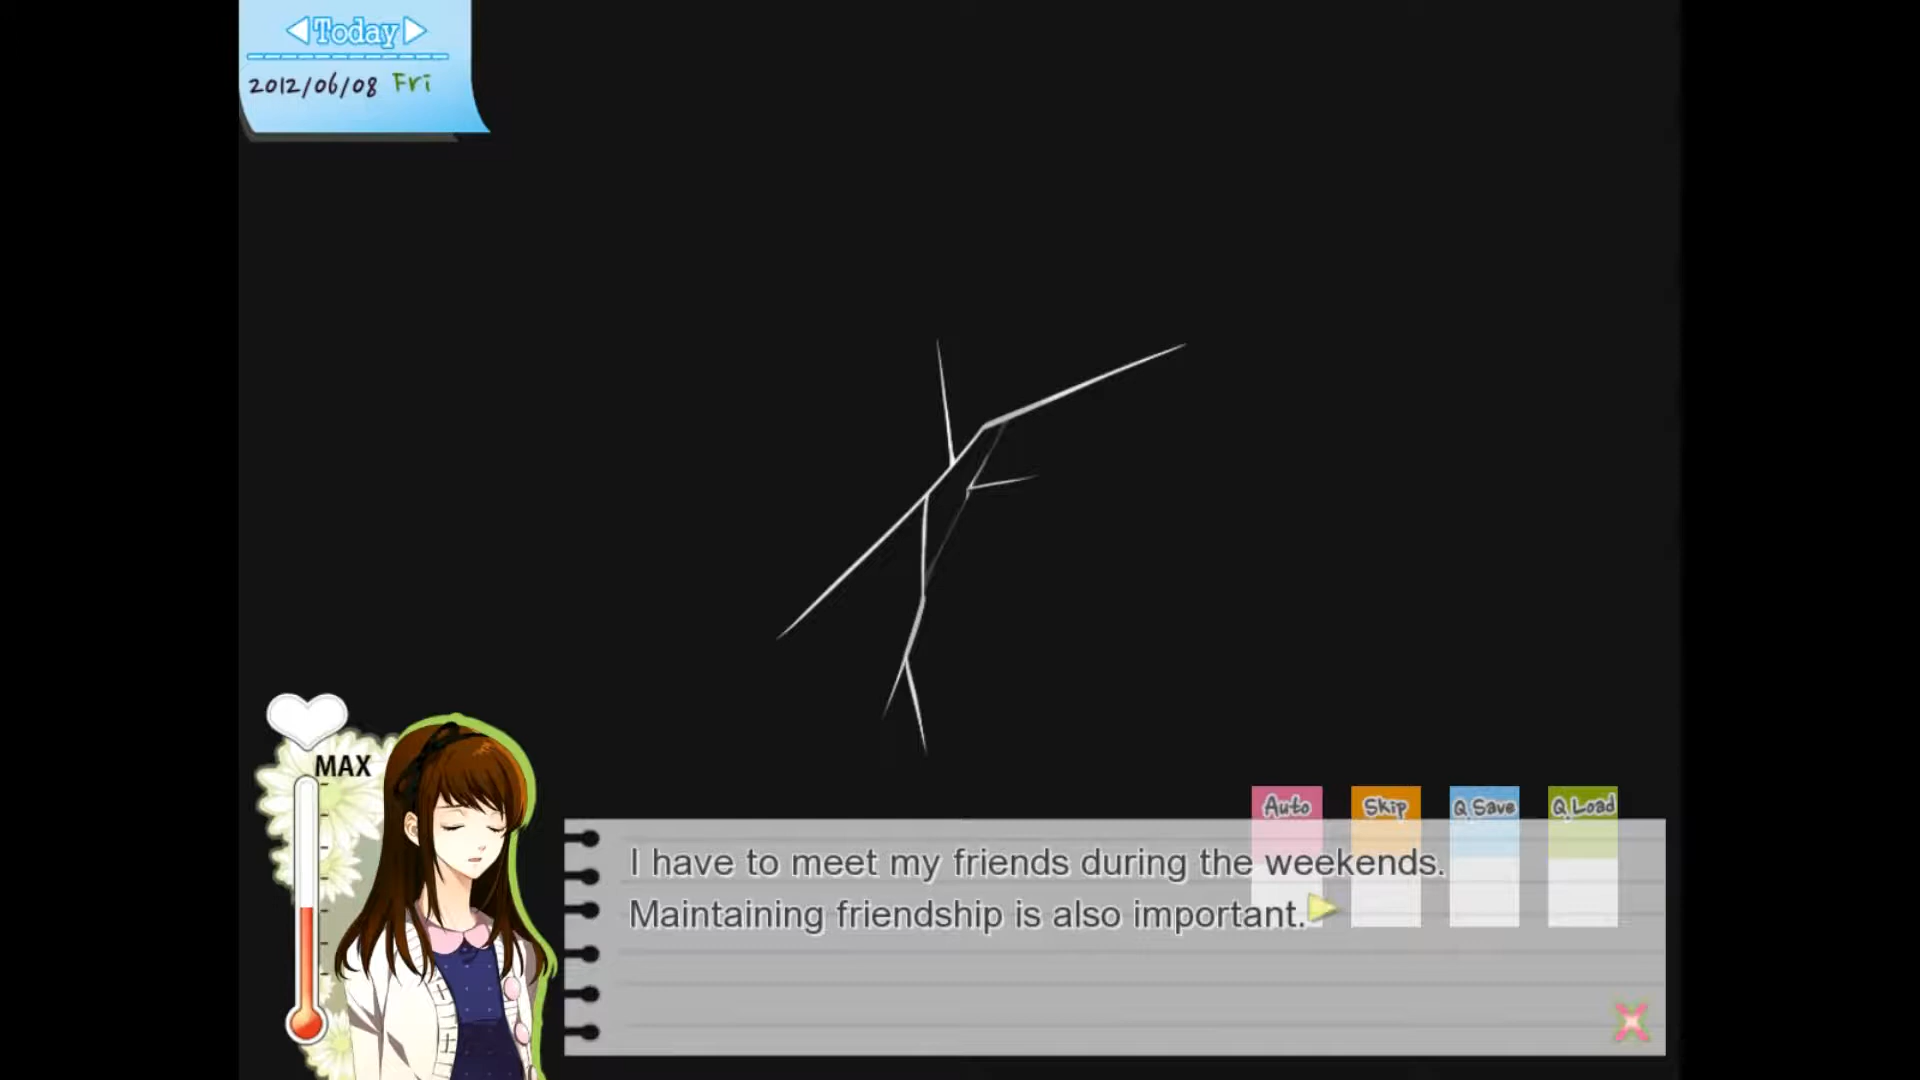 Today
2012/06/08 Fri
MAX
Auto
Skip
Q.Save
Q.Load
I have to meet my friends during the weekends.
Maintaining friendship is also important.